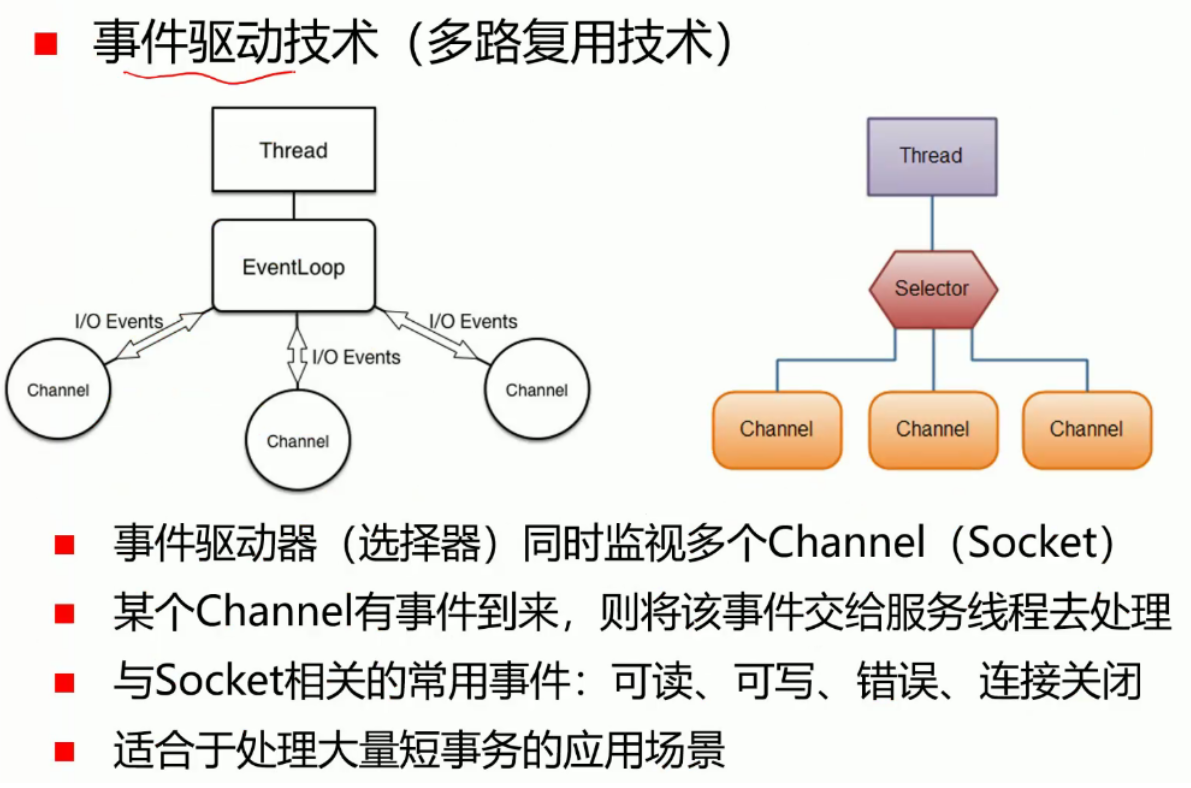 事件驱动技术（多路复用技术）
Thread
EventLoop
I/O Events
I/O Events
I/O Events
Channel
Channel
Channel
Thread
Selector
Channel
Channel
Channel
事件驱动器（选择器）同时监视多个Channel（Socket）
某个Channel有事件到来，则将该事件交给服务线程去处理
与Socket相关的常用事件：可读、可写、错误、连接关闭
适合于处理大量短事务的应用场景